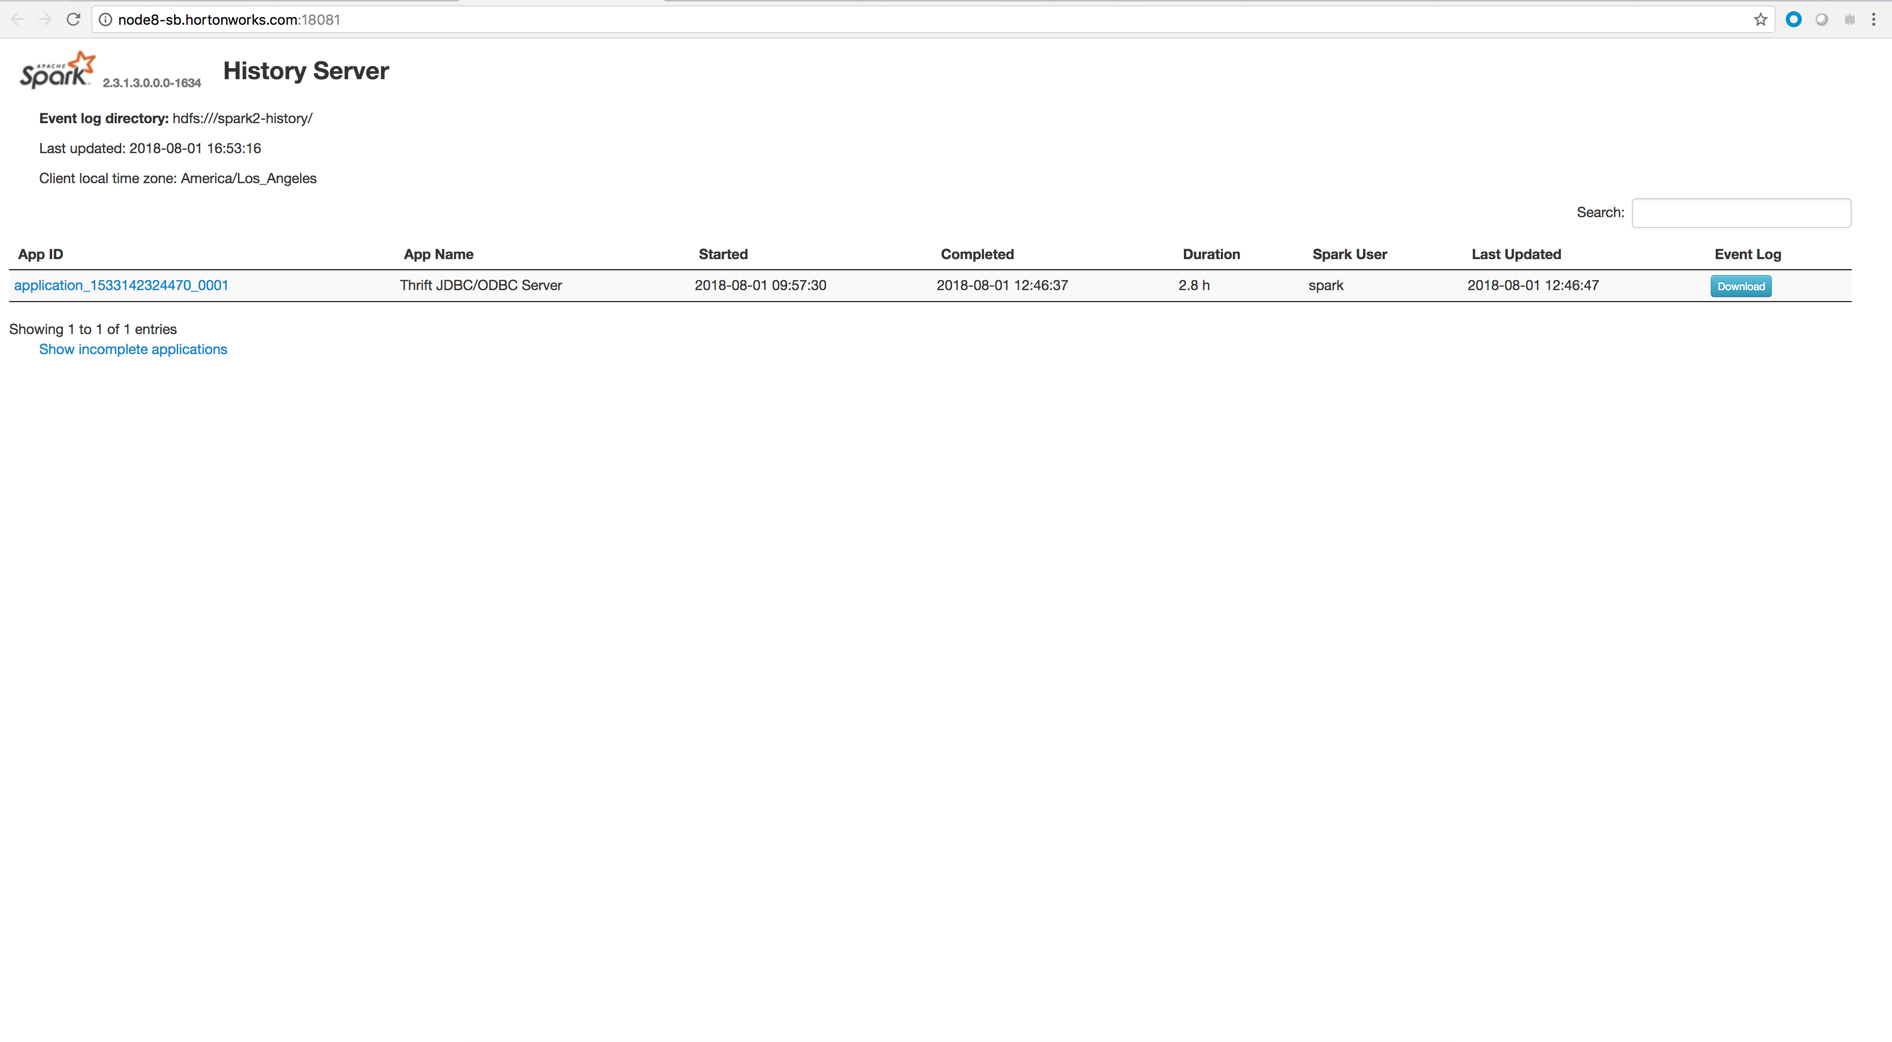 node8-sb.hortonworks.com:18081
APACHE
Spark 2.3.1.3.0.0.0-1634 History Server
Event log directory: hdfs:///spark2-history/
Last updated: 2018-08-01 16:53:16
Client local time zone: America/Los_Angeles
Search:
App ID App Name Started Completed Duration Spark User Last Updated Event Log
application_1533142324470_0001 Thrift JDBC/ODBC Server 2018-08-01 09:57:30 2018-08-01 12:46:37 2.8 h spark 2018-08-01 12:46:47 Download
Showing 1 to 1 of 1 entries
Show incomplete applications